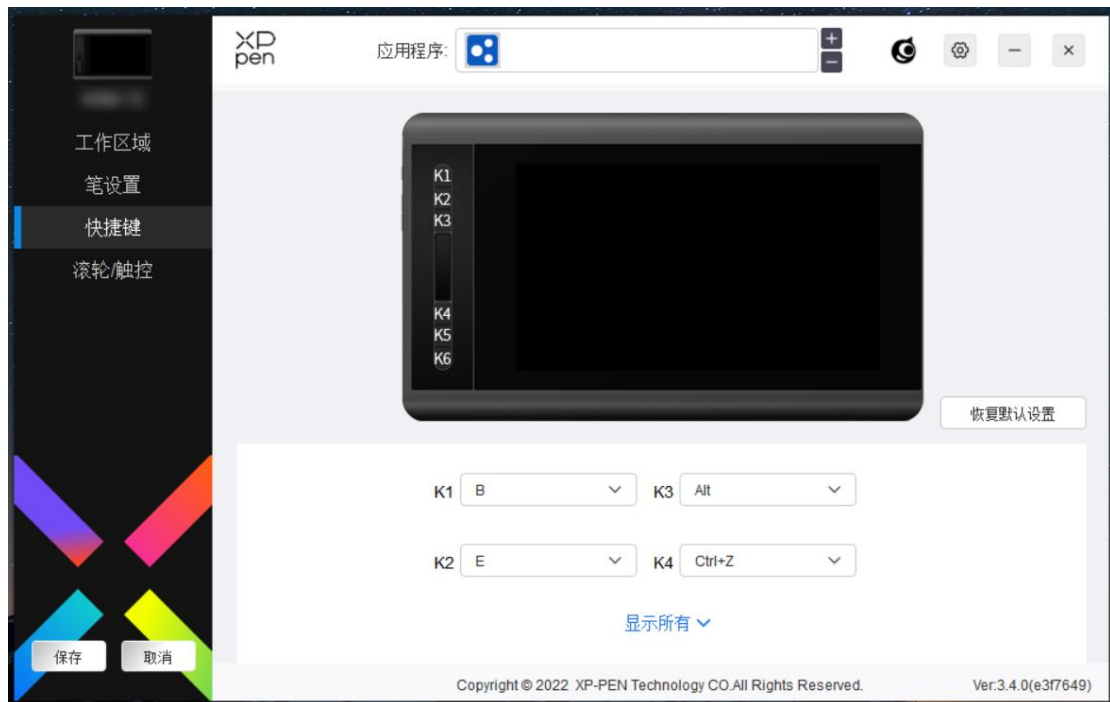 XP
pen
应用程序:
工作区域
笔设置
快捷键
滚轮/触控
K1
K2
K3
K4
K5
K6
恢复默认设置
K1 B K3 Alt
K2 E K4 Ctrl+Z
显示所有
保存 取消
Copyright © 2022 XP-PEN Technology CO.All Rights Reserved. Ver:3.4.0(e3f7649)